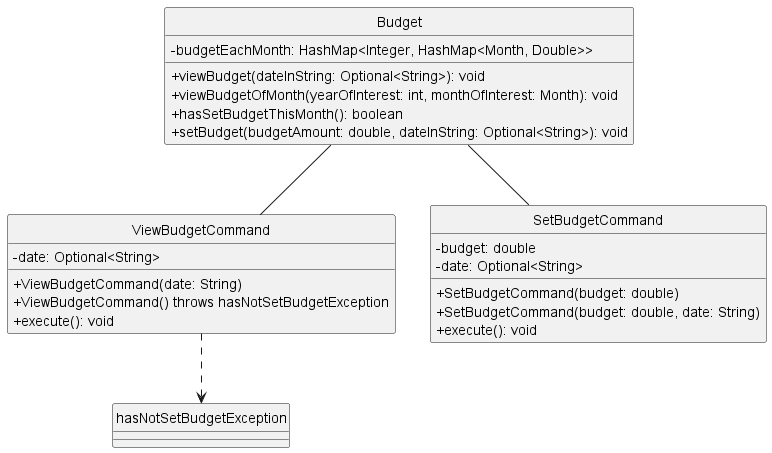 Budget
-budgetEachMonth: HashMap<Integer, HashMap<Month, Double>>
+viewBudget(dateInString: Optional<String>): void
+viewBudgetOfMonth(yearOfInterest: int, monthOfInterest: Month): void
+hasSetBudgetThisMonth(): boolean
+setBudget(budgetAmount: double, dateInString: Optional<String>): void
ViewBudgetCommand
-date: Optional<String>
+ViewBudgetCommand(date: String)
+ViewBudgetCommand() throws hasNotSetBudgetException
+execute(): void
SetBudgetCommand
-budget: double
-date: Optional<String>
+SetBudgetCommand(budget: double)
+SetBudgetCommand(budget: double, date: String)
+execute(): void
hasNotSetBudgetException